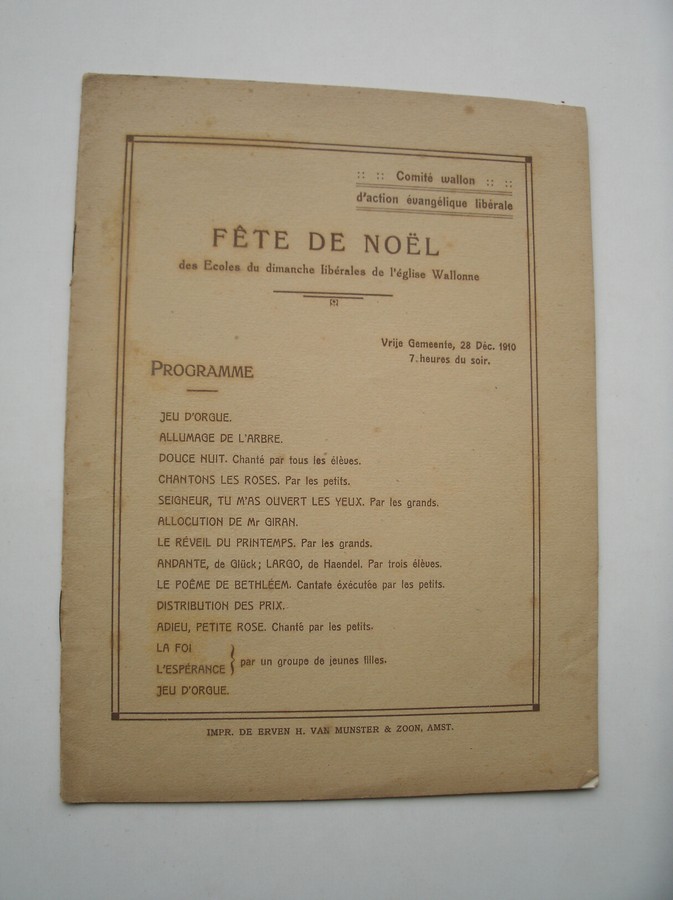 :: :: Comité wallon :: ::
d'action évangélique libérale
FÊTE DE NOËL
des Ecoles du dimanche libérales de l'église Wallonne
Vrije Gemeente, 28 Déc. 1910
7.heures du soir.
PROGRAMME
JEU D'ORGUE.
ALLUMAGE DE L'ARBRE.
DOUCE NUIT. Chanté par tous les élèves.
CHANTONS LES ROSES. Par les petits.
SEIGNEUR, TU M'AS OUVERT LES YEUX. Par les grands.
ALLOCUTION DE Mr GIRAN.
LE RÉVEIL DU PRINTEMPS. Par les grands.
ANDANTE, de Glück; LARGO, de Haendel. Par trois élèves.
LE POÊME DE BETHLÉEM. Cantate éxécutée par les petits.
DISTRIBUTION DES PRIX.
ADIEU, PETITE ROSE. Chanté par les petits.
LA FOI
L'ESPÉRANCE } par un groupe de jeunes filles.
JEU D'ORGUE.
IMPR. DE ERVEN H. VAN MUNSTER & ZOON, AMST.